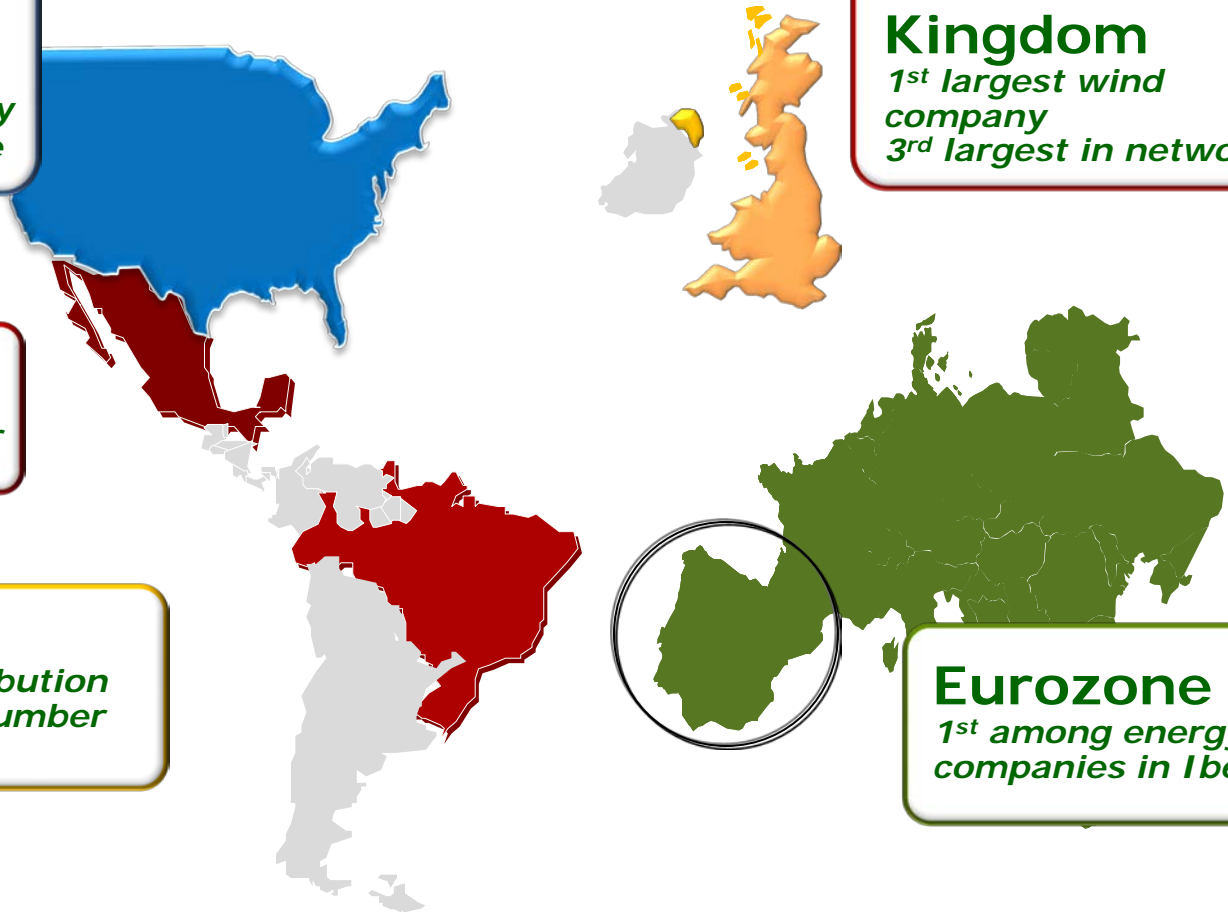 Kingdom
1st largest wind
company
3rd largest in netwo
y
e
r
bution
umber
Eurozone
1st among energy
companies in Ibe